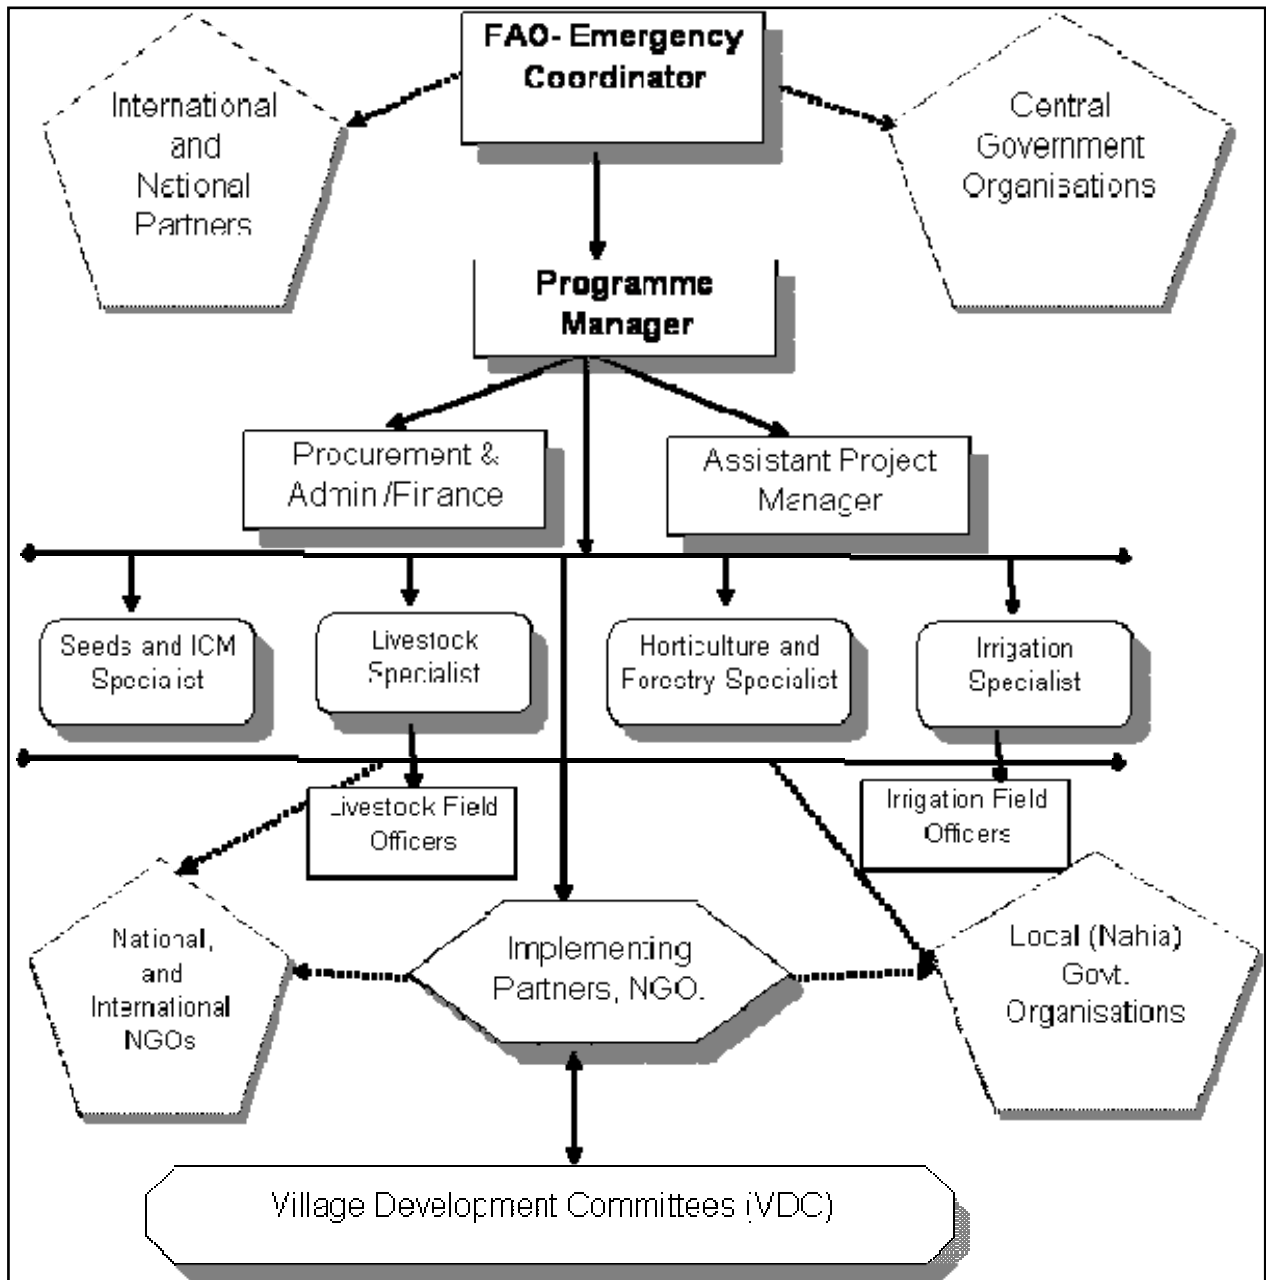 FAO- Emergency
Coordinator
International
and
National
Partners
Central
Government
Organisations
Programme
Manager
Procurement &
Admin/Finance
Assistant Project
Manager
Seeds and ICM
Specialist
Livestock
Specialist
Horticulture and
Forestry Specialist
Irrigation
Specialist
Livestock Field
Officers
Irrigation Field
Officers
National,
and
International
NGOs
Implementing
Partners, NGO.
Local (Nahia)
Govt.
Organisations
Village Development Committees (VDC)